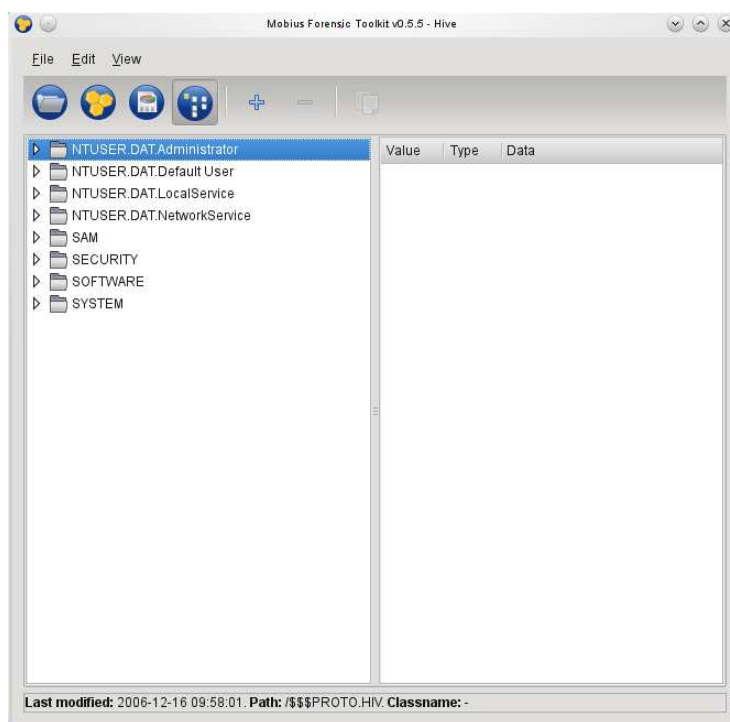 Mobius Forensic Toolkit v0.5.5 - Hive
File Edit View
NTUSER.DAT.Administrator
NTUSER.DAT.Default User
NTUSER.DAT.LocalService
NTUSER.DAT.NetworkService
SAM
SECURITY
SOFTWARE
SYSTEM
Value Type Data
Last modified: 2006-12-16 09:58:01. Path: /$$$PROTO.HIV. Classname: -